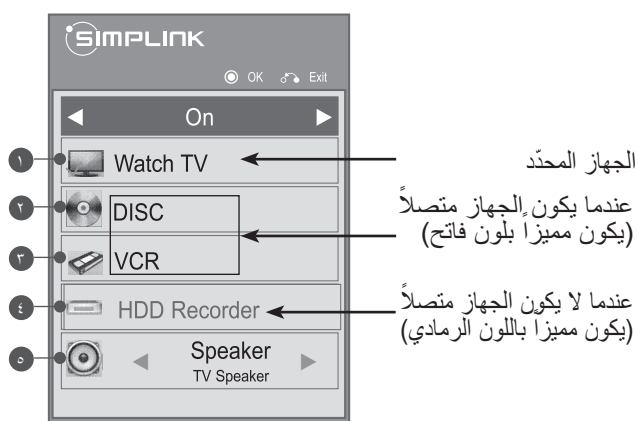 SIMPLINK
OK Exit
On
١ Watch TV
٢ DISC
٣ VCR
٤ HDD Recorder
٥ Speaker
TV Speaker
الجهاز المحدّد
عندما يكون الجهاز متصلاً
(يكون مميزاً بلون فاتح)
عندما لا يكون الجهاز متصلاً
(يكون مميزاً باللون الرمادي)